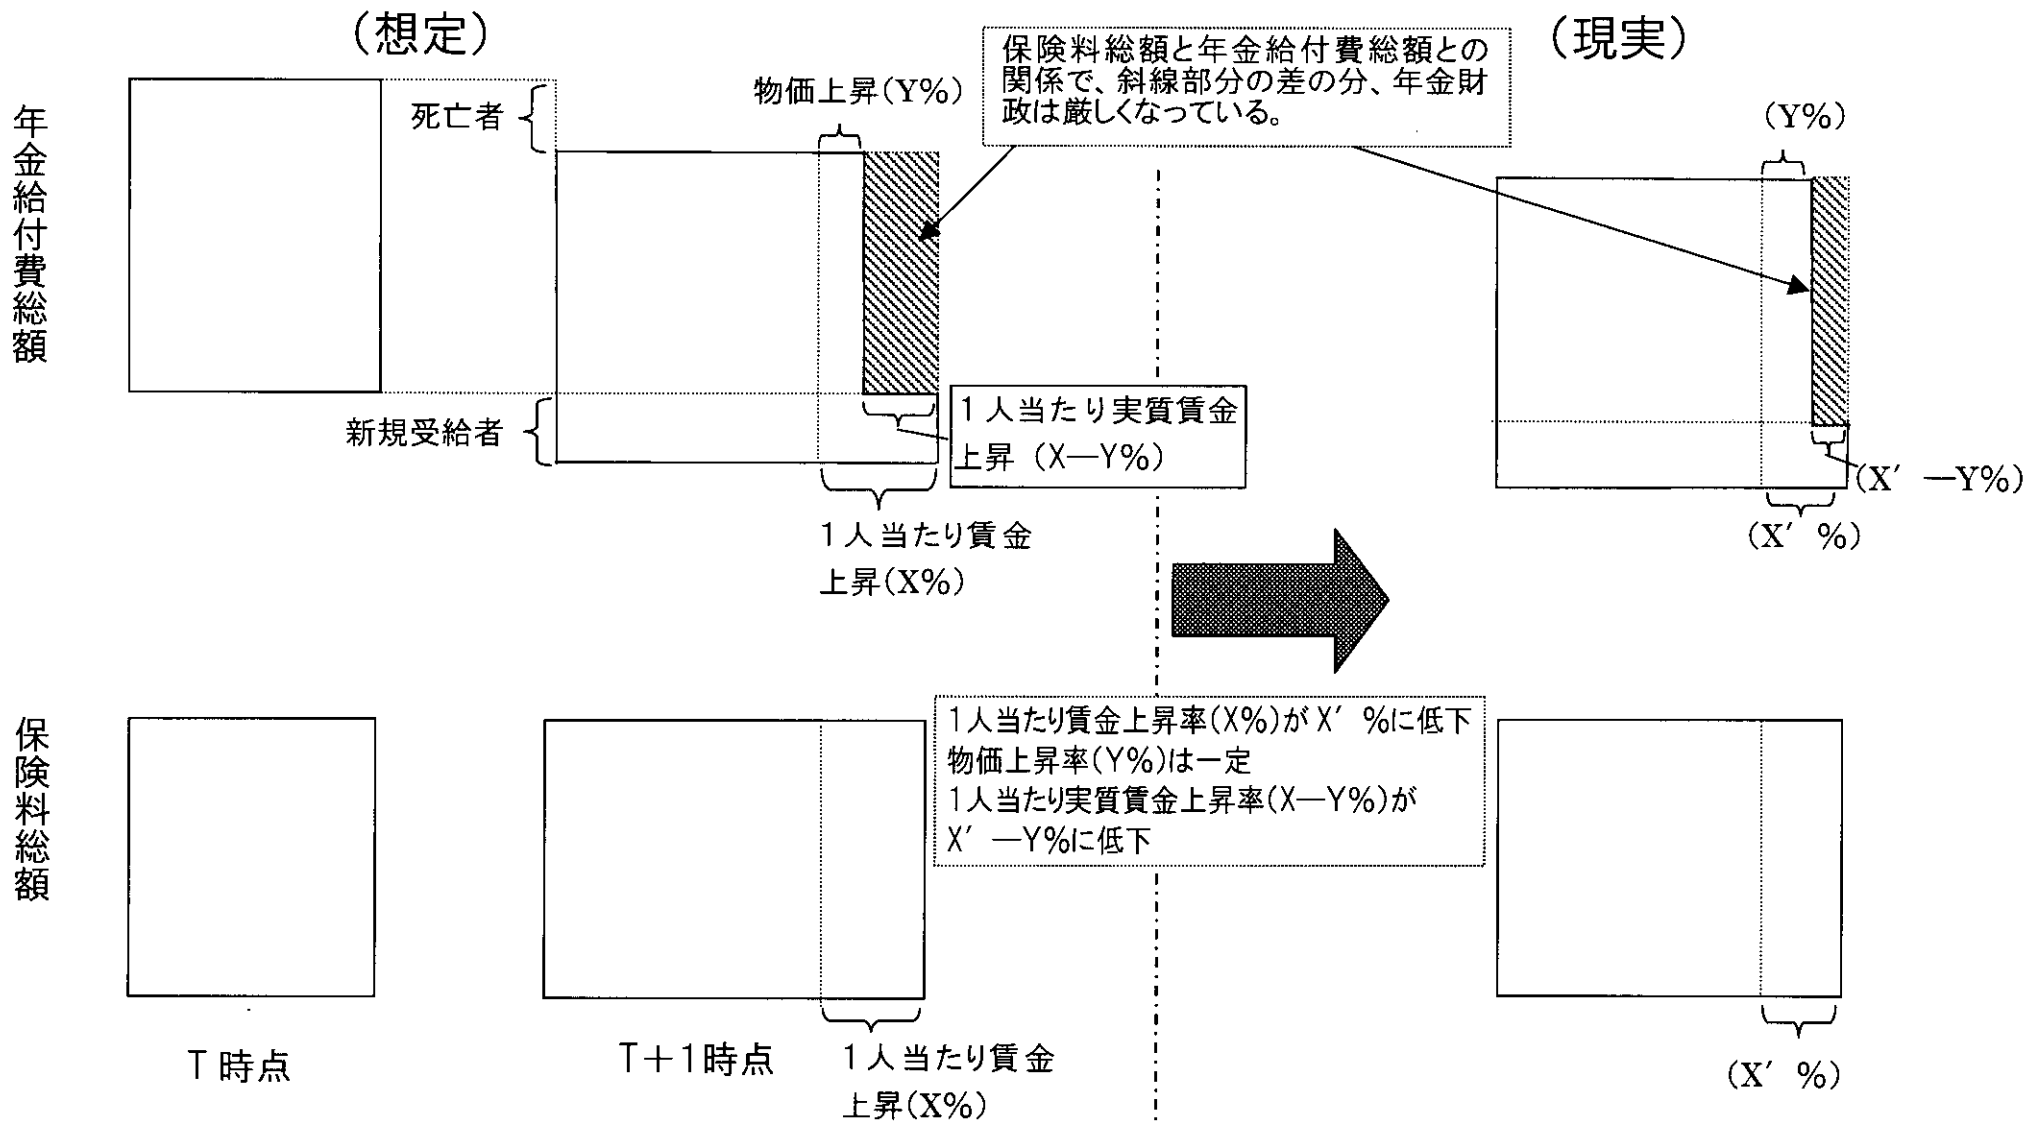 （想定）
（現実）
保険料総額と年金給付費総額との
関係で、斜線部分の差の分、年金財
政は厳しくなっている。
年金給付費総額
死亡者
物価上昇(Y%)
（Y%）
新規受給者
１人当たり実質賃金
上昇（X―Y%）
１人当たり賃金
上昇(X%)
（X′―Y%）
（X′%）
保険料総額
１人当たり賃金上昇率(X%)がX′%に低下
物価上昇率(Y%)は一定
１人当たり実質賃金上昇率(X―Y%)が
X′―Y%に低下
T時点
T＋1時点
１人当たり賃金
上昇(X%)
（X′%）